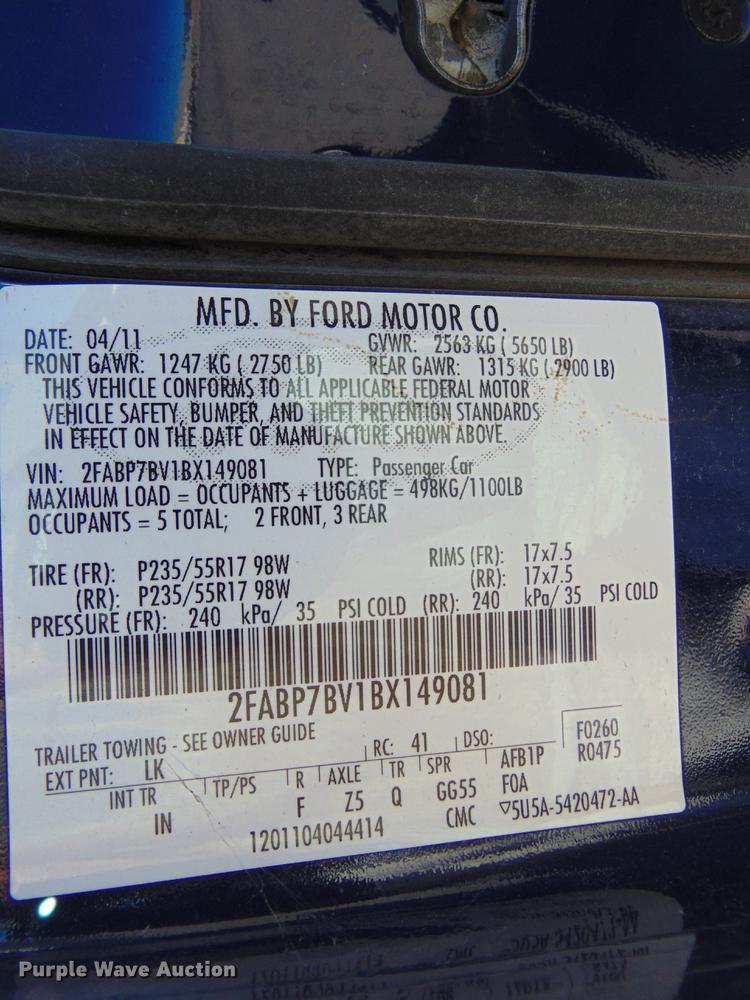 MFD. BY FORD MOTOR CO.
DATE: 04/11 GVWR: 2563 KG ( 5650 LB)
FRONT GAWR: 1247 KG ( 2750 LB) REAR GAWR: 1315 KG ( 2900 LB)
THIS VEHICLE CONFORMS TO ALL APPLICABLE FEDERAL MOTOR
VEHICLE SAFETY, BUMPER, AND THEFT PREVENTION STANDARDS
IN EFFECT ON THE DATE OF MANUFACTURE SHOWN ABOVE.
VIN: 2FABP7BV1BX149081 TYPE: Passenger Car
MAXIMUM LOAD = OCCUPANTS + LUGGAGE = 498KG/1100LB
OCCUPANTS = 5 TOTAL; 2 FRONT, 3 REAR
TIRE (FR): P235/55R17 98W RIMS (FR): 17x7.5
(RR): P235/55R17 98W (RR): 17x7.5
PRESSURE (FR): 240 kPa/ 35 PSI COLD (RR): 240 kPa/ 35 PSI COLD
2FABP7BV1BX149081
TRAILER TOWING - SEE OWNER GUIDE
EXT PNT: LK RC: 41 DSO: F0260
R0475
INT TR TP/PS R AXLE TR SPR AFB1P
IN F Z5 Q GG55 FOA
1201104044414 CMC ▽5U5A-5420472-AA
Purple Wave Auction